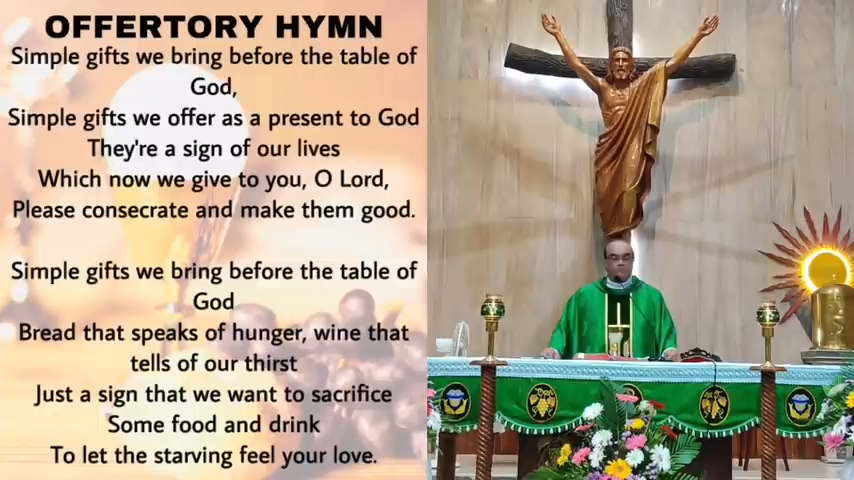 OFFERTORY HYMN
Simple gifts we bring before the table of
God,
Simple gifts we offer as a present to God
They're a sign of our lives
Which now we give to you, O Lord,
Please consecrate and make them good.
Simple gifts we bring before the table of
God
Bread that speaks of hunger, wine that
tells of our thirst
Just a sign that we want to sacrifice
Some food and drink
To let the starving feel your love.